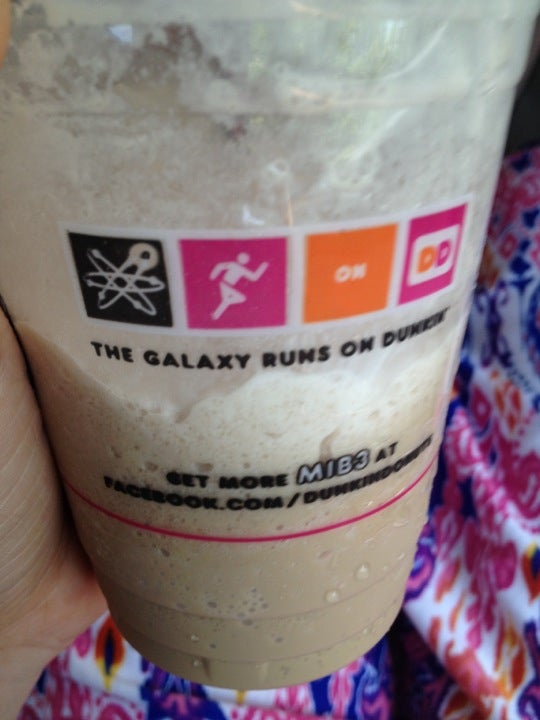 ON DD
THE GALAXY RUNS ON DUNKIN'
GET MORE MIB3 AT
FACEBOOK.COM/DUNKINDONUTS